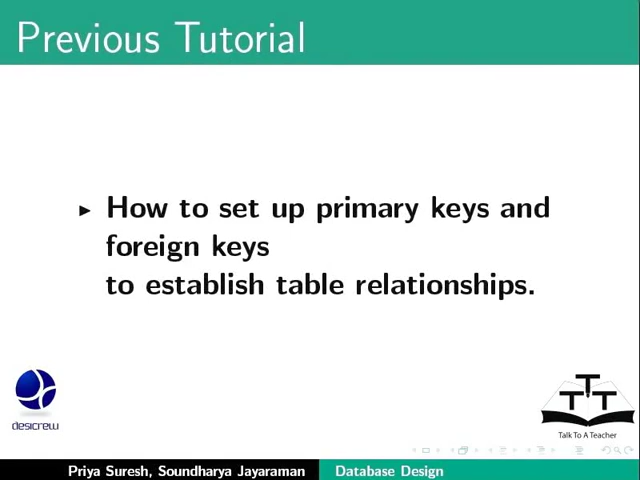 Previous Tutorial
▶ How to set up primary keys and
foreign keys
to establish table relationships.
desicrew
T T T
Talk To A Teacher
Priya Suresh, Soundharya Jayaraman Database Design